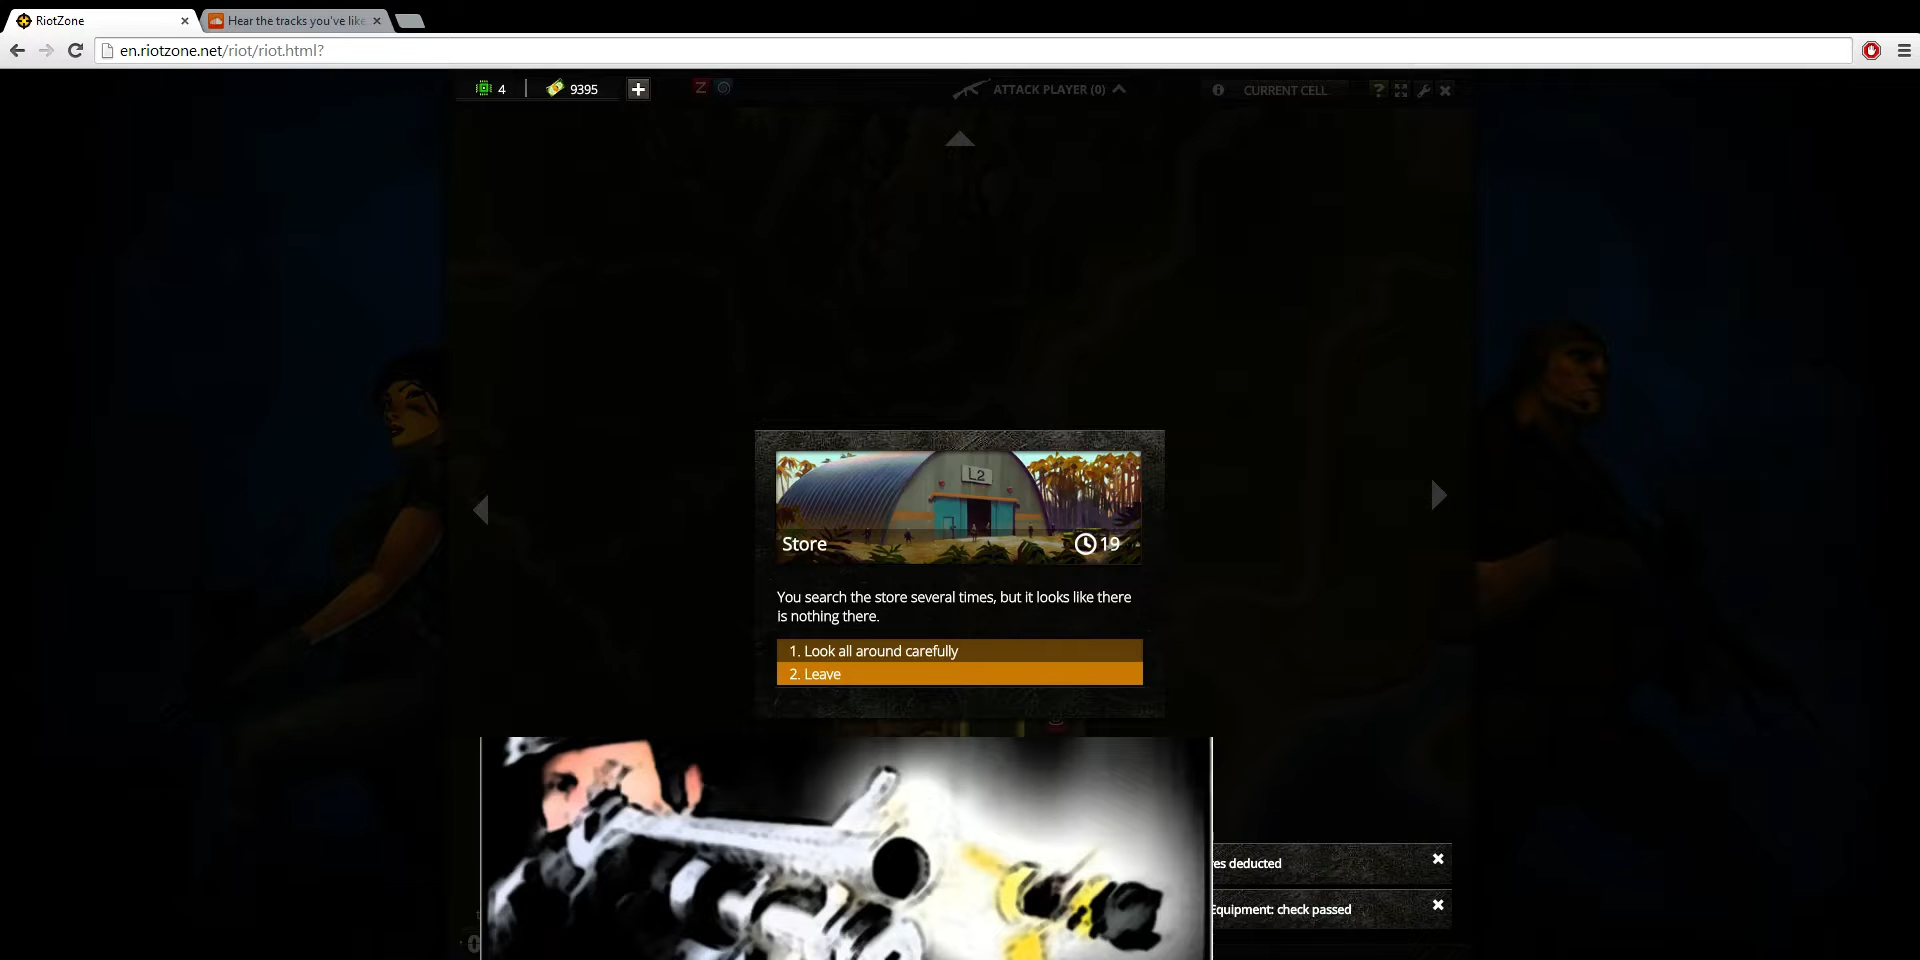 RiotZone
Hear the tracks you've like
en.riotzone.net/riot/riot.html?
4
9395
Z
ATTACK PLAYER (0)
CURRENT CELL
?
L2
Store
19
You search the store several times, but it looks like there
is nothing there.
1. Look all around carefully
2. Leave
es deducted
Equipment: check passed